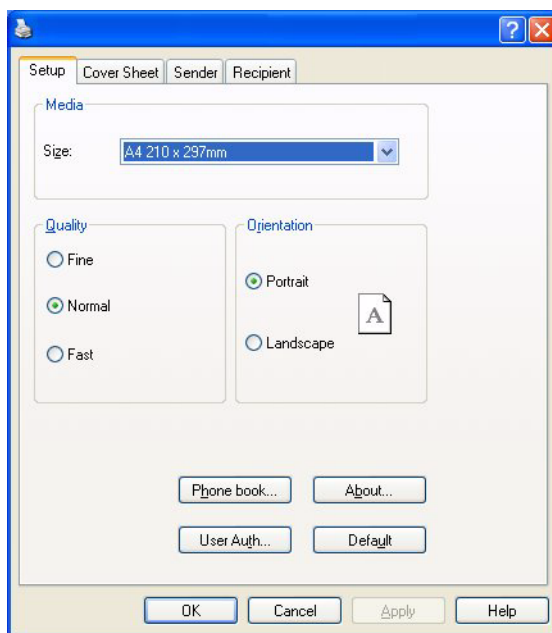 ?
Setup Cover Sheet Sender Recipient
Media
Size: A4 210 x 297mm
Quality
Fine
Normal
Fast
Orientation
Portrait
Landscape
A
Phone book... About...
User Auth... Default
OK Cancel Apply Help